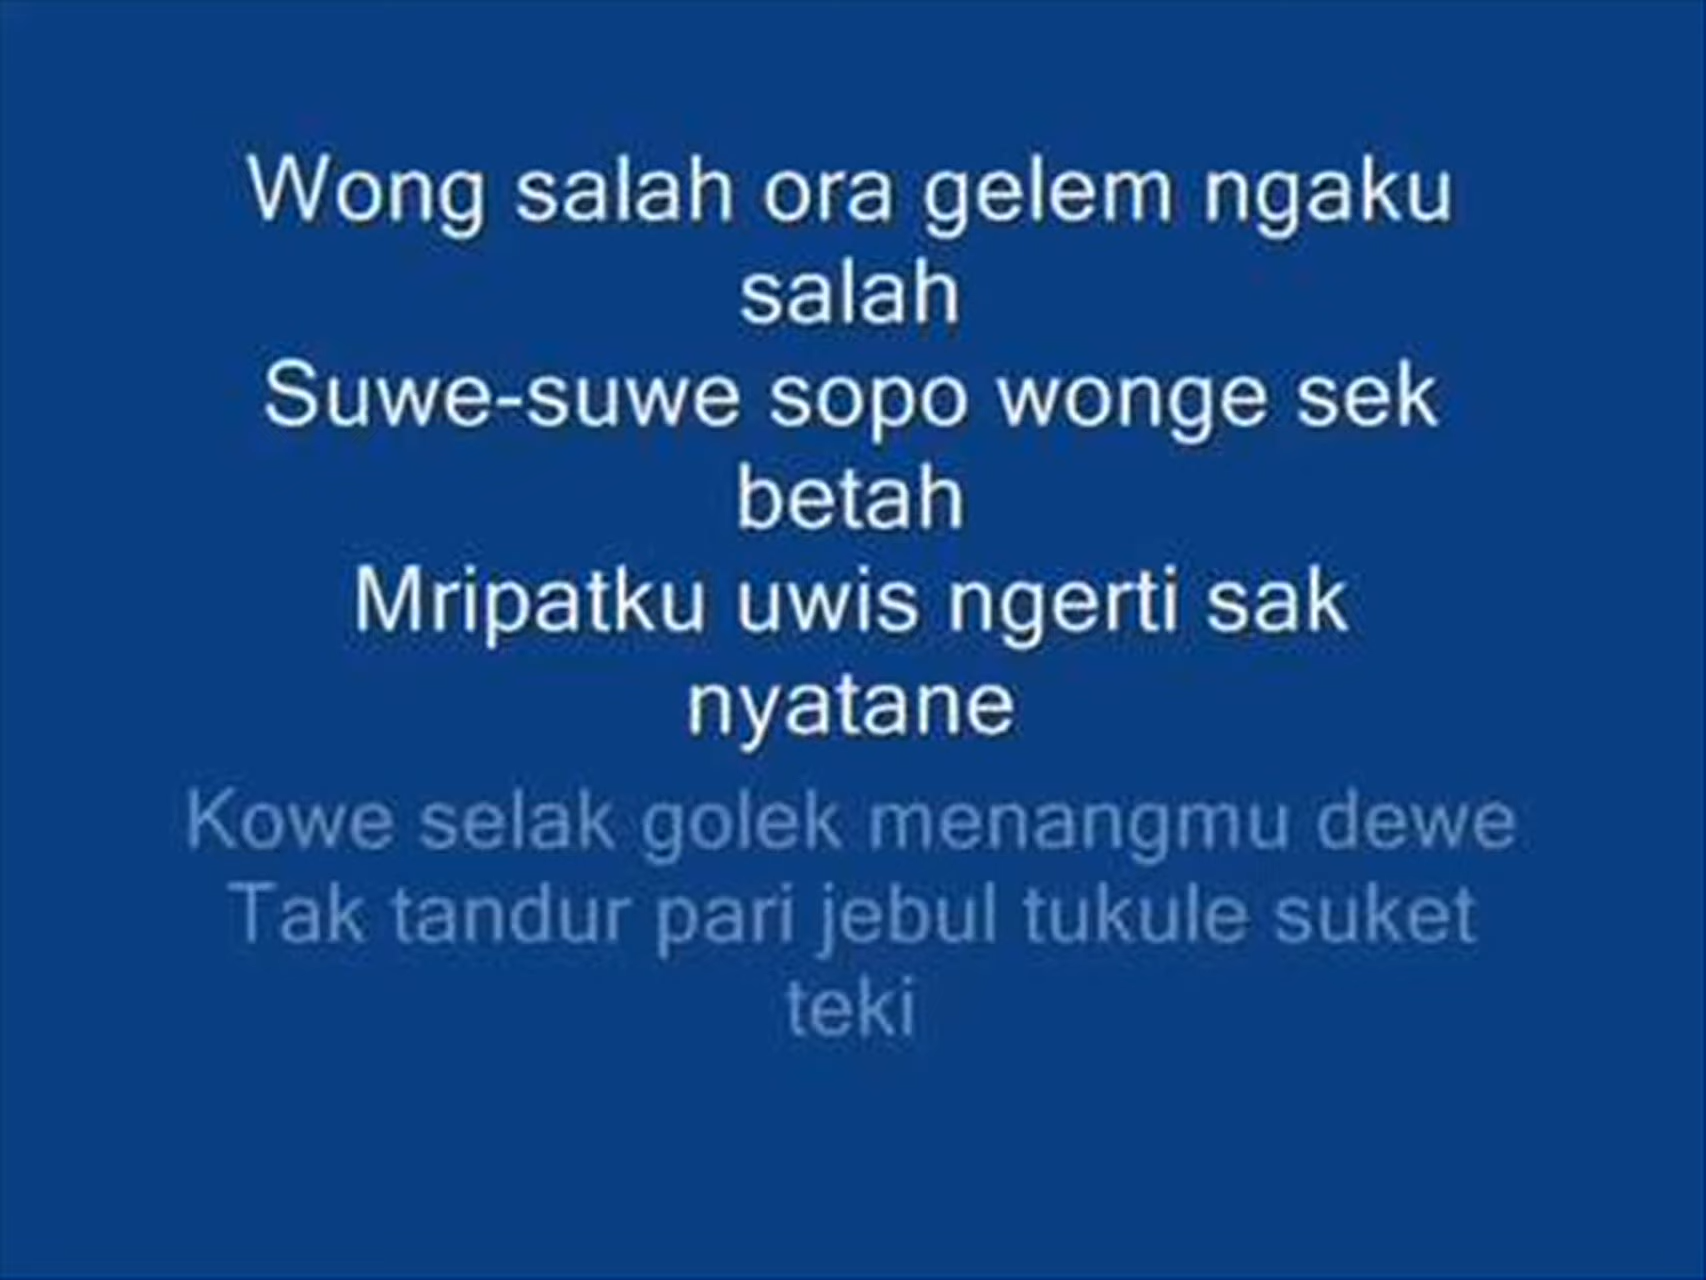 Wong salah ora gelem ngaku
salah
Suwe-suwe sopo wonge sek
betah
Mripatku uwis ngerti sak
nyatane
Kowe selak golek menangmu dewe
Tak tandur pari jebul tukule suket
teki